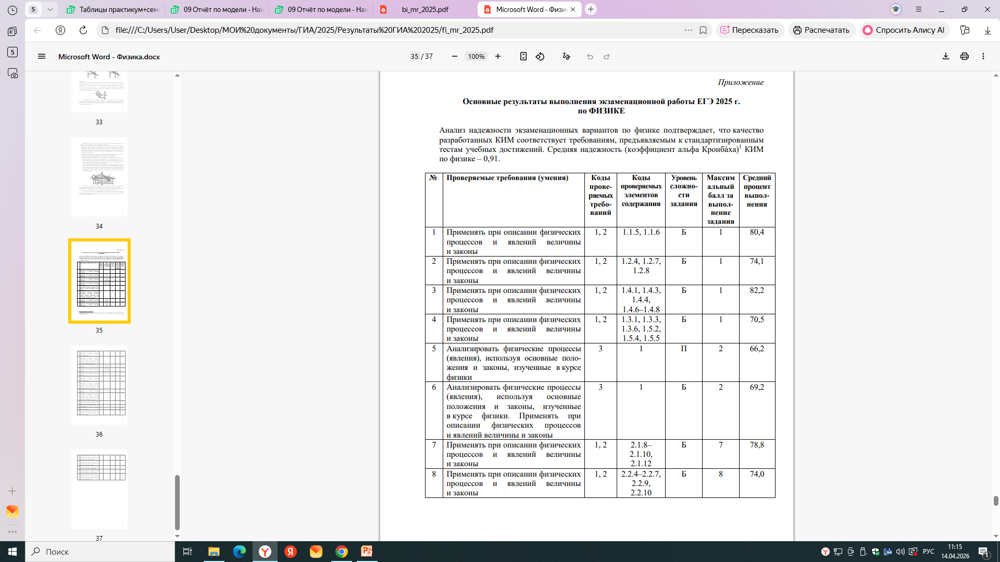 5
Таблицы практикум+сем
09 Отчёт по модели - Нан
09 Отчёт по модели - Нан
bi_mr_2025.pdf
Microsoft Word - Физи
file:///C:/Users/User/Desktop/МОИ%20документы/ГИА/2025/Результаты%20ГИА%202025/fi_mr_2025.pdf
Пересказать
Распечатать
Спросить Алису AI
5
Microsoft Word - Физика.docx
35 / 37
100%
33
34
35
36
37
Приложение
Основные результаты выполнения экзаменационной работы ЕГЭ 2025 г.
по ФИЗИКЕ
Анализ надежности экзаменационных вариантов по физике подтверждает, что качество
разработанных КИМ соответствует требованиям, предъявляемым к стандартизированным
тестам учебных достижений. Средняя надежность (коэффициент альфа Кронба́ха)1 КИМ
по физике – 0,91.
№ Проверяемые требования (умения) Коды Коды Уровень Максим Средний
прове- проверяемых сложно- альный процент
ряемых элементов сти балл за выпол-
требо- содержания задания выпол- нения
ваний нение
задания
1 Применять при описании физических 1, 2 1.1.5, 1.1.6 Б 1 80,4
процессов и явлений величины
и законы
2 Применять при описании физических 1, 2 1.2.4, 1.2.7, Б 1 74,1
процессов и явлений величины 1.2.8
и законы
3 Применять при описании физических 1, 2 1.4.1, 1.4.3, Б 1 82,2
процессов и явлений величины 1.4.4,
и законы 1.4.6–1.4.8
4 Применять при описании физических 1, 2 1.3.1, 1.3.3, Б 1 70,5
процессов и явлений величины 1.3.6, 1.5.2,
и законы 1.5.4, 1.5.5
5 Анализировать физические процессы 3 1 П 2 66,2
(явления), используя основные поло-
жения и законы, изученные в курсе
физики
6 Анализировать физические процессы 3 1 Б 2 69,2
(явления), используя основные
положения и законы, изученные
в курсе физики. Применять при
описании физических процессов
и явлений величины и законы
7 Применять при описании физических 1, 2 2.1.8– Б 7 78,8
процессов и явлений величины 2.1.10,
и законы 2.1.12
8 Применять при описании физических 1, 2 2.2.4–2.2.7, Б 8 74,0
процессов и явлений величины 2.2.9,
и законы 2.2.10
Поиск
РУС
11:15
14.04.2026
1